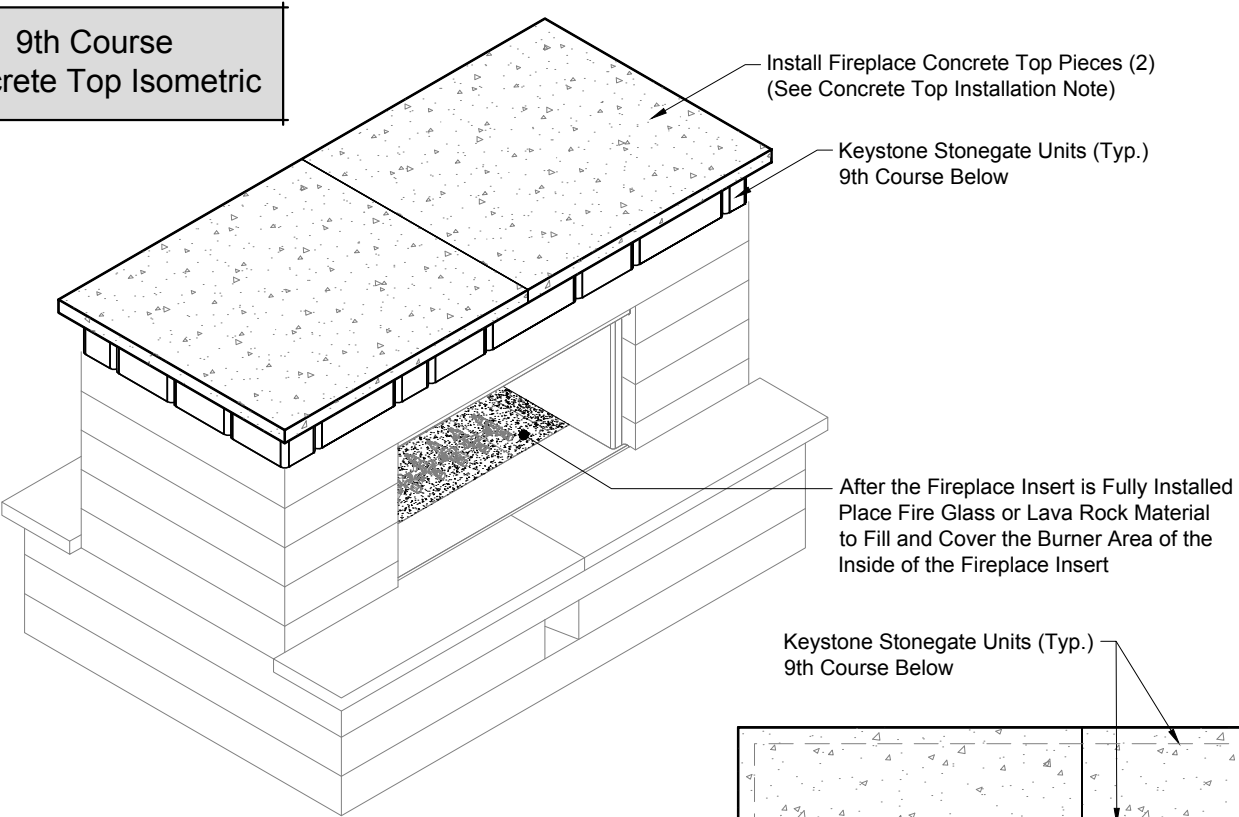 9th Course
crete Top Isometric
Install Fireplace Concrete Top Pieces (2)
(See Concrete Top Installation Note)
Keystone Stonegate Units (Typ.)
9th Course Below
After the Fireplace Insert is Fully Installed
Place Fire Glass or Lava Rock Material
to Fill and Cover the Burner Area of the
Inside of the Fireplace Insert
Keystone Stonegate Units (Typ.)
9th Course Below